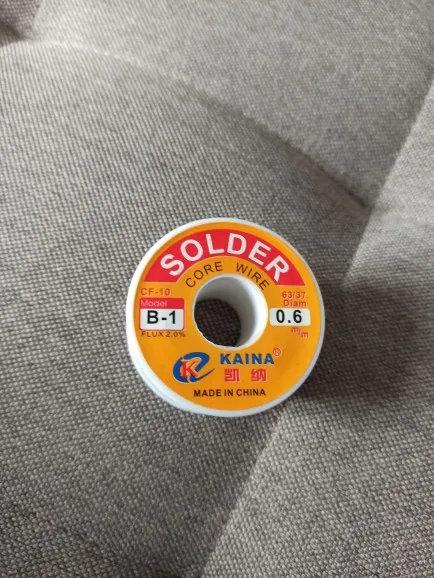 SOLDER
CORE WIRE
CF-10
Model
B-1
FLUX 2.0%
63/37
Diam
0.6
m/m
KAINA®
凯纳
MADE IN CHINA